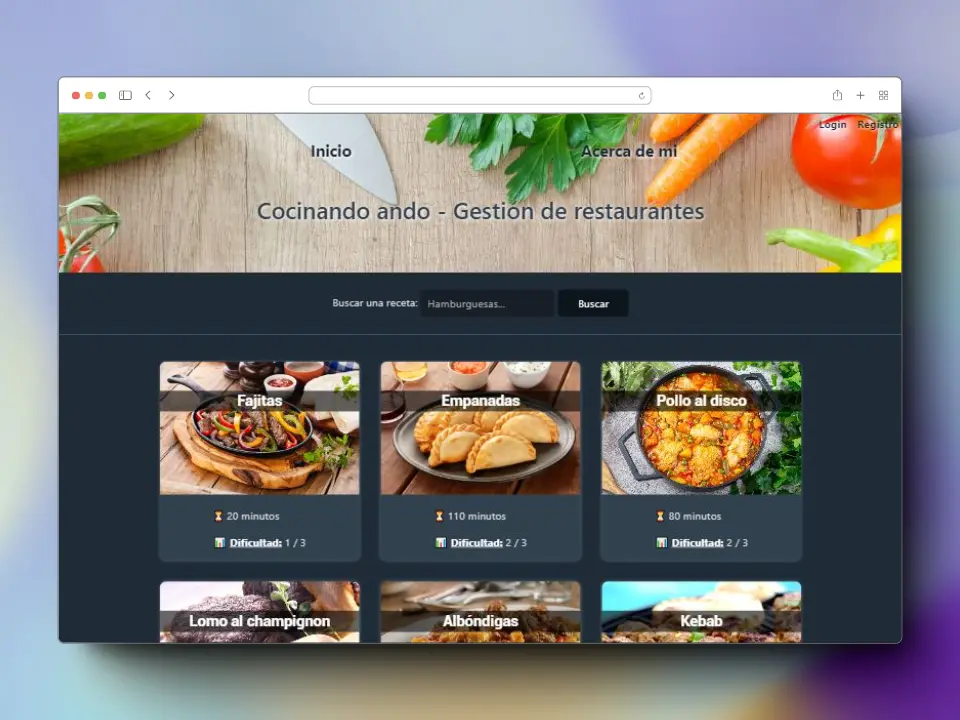 Login Registro
Inicio Acerca de mi
Cocinando ando - Gestion de restaurantes
Buscar una receta: Hamburguesas... Buscar
Fajitas Empanadas Pollo al disco
20 minutos 110 minutos 80 minutos
Dificultad: 1 / 3 Dificultad: 2 / 3 Dificultad: 2 / 3
Lomo al champignon Albóndigas Kebab